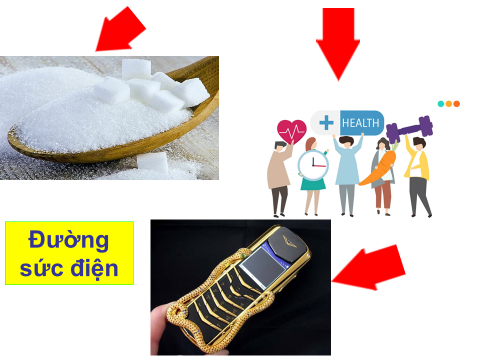 HEALTH
Đường
sức điện